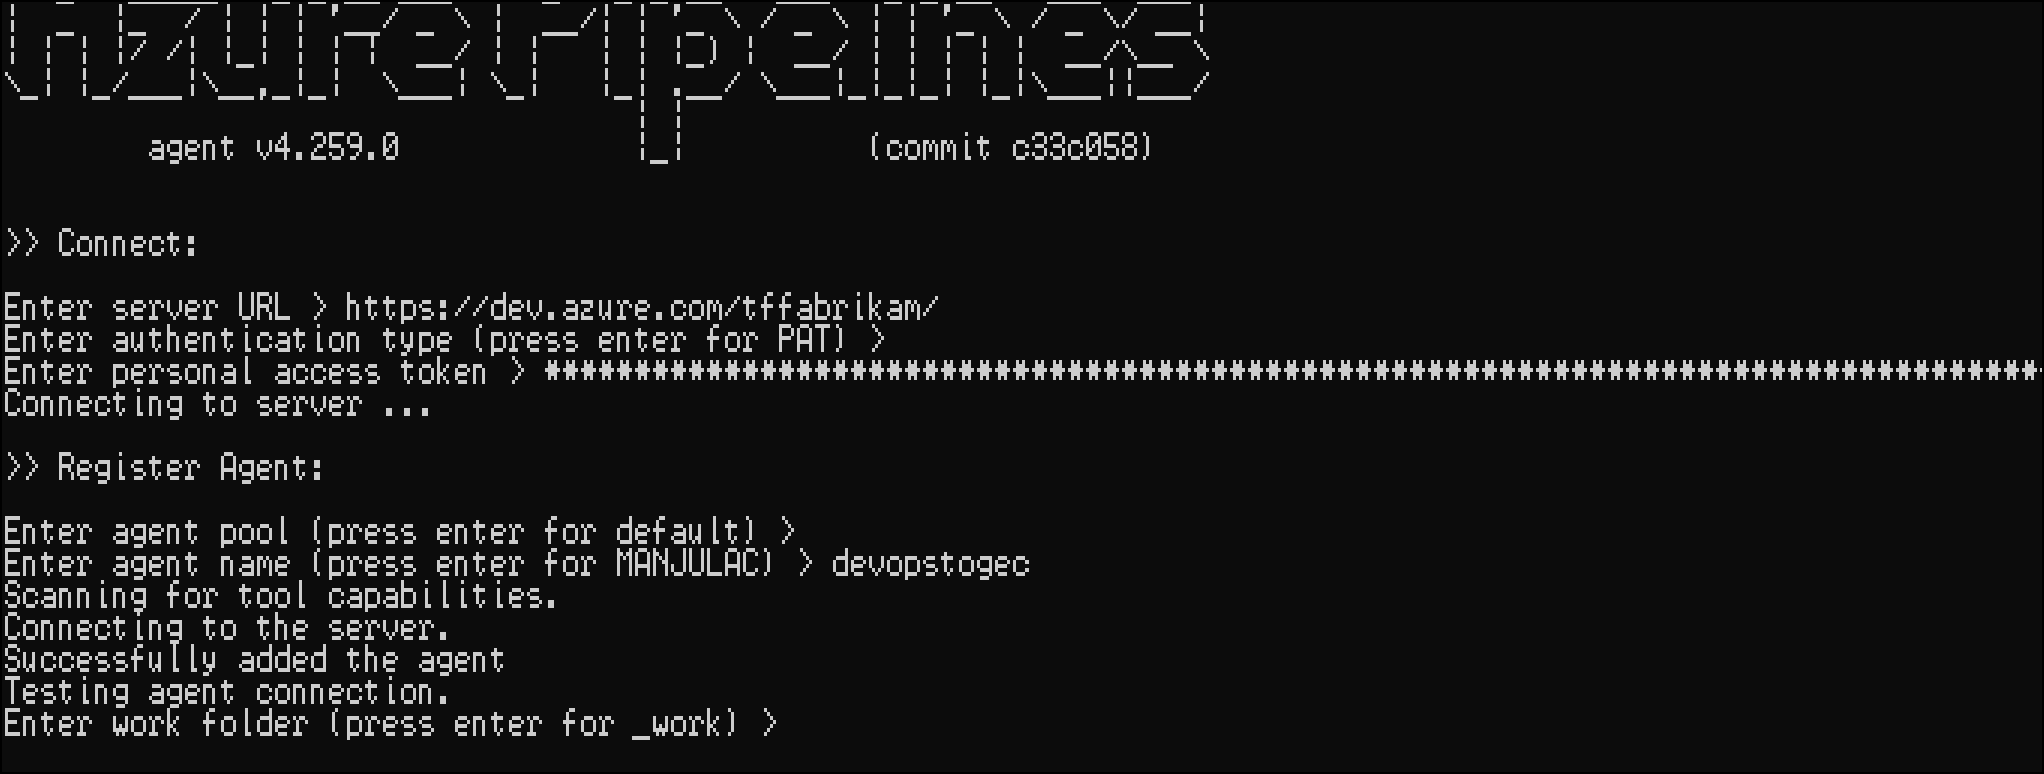 Azure Pipelines
agent v4.259.0 (commit c33c058)
>> Connect:
Enter server URL > https://dev.azure.com/tffabrikam/
Enter authentication type (press enter for PAT) >
Enter personal access token > ***********************************************************************************
Connecting to server ...
>> Register Agent:
Enter agent pool (press enter for default) >
Enter agent name (press enter for MANJULAC) > devopstogec
Scanning for tool capabilities.
Connecting to the server.
Successfully added the agent
Testing agent connection.
Enter work folder (press enter for _work) >